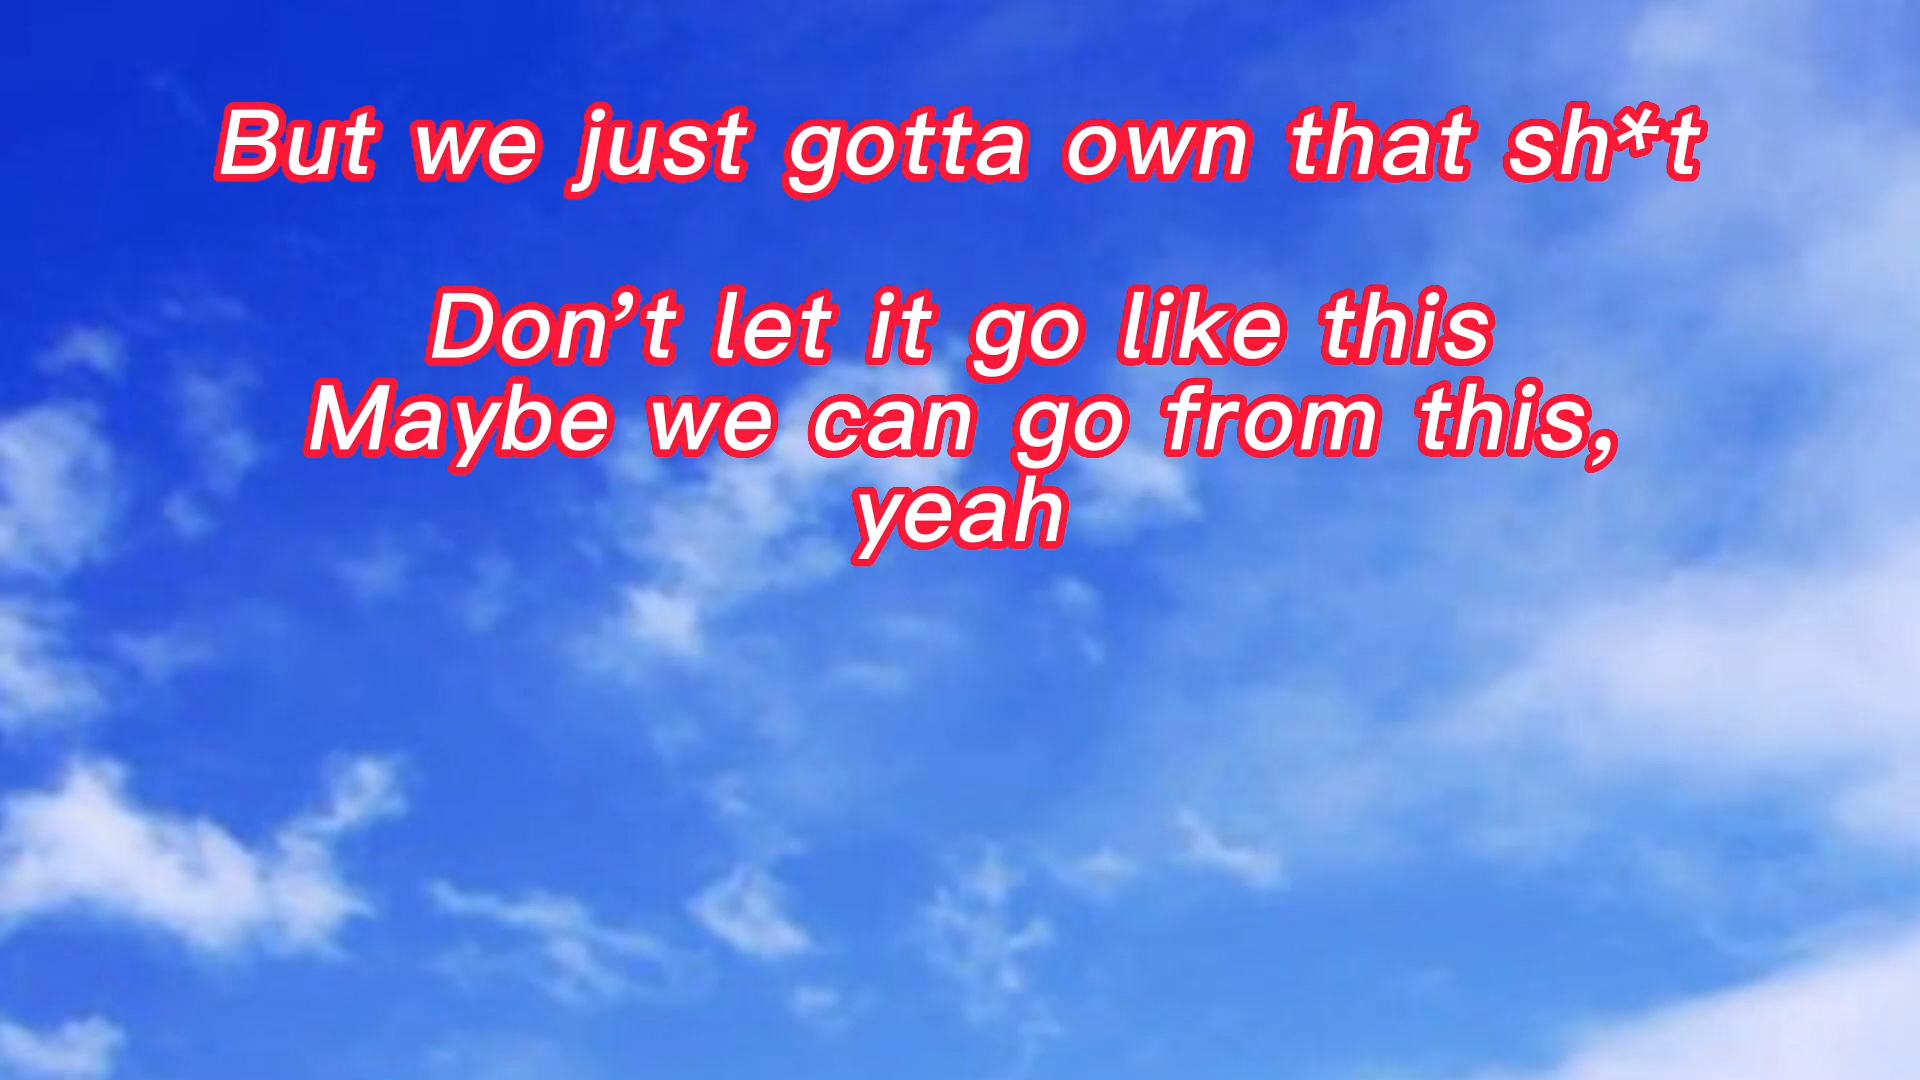 But we just gotta own that sh*t
Don’t let it go like this
Maybe we can go from this,
yeah